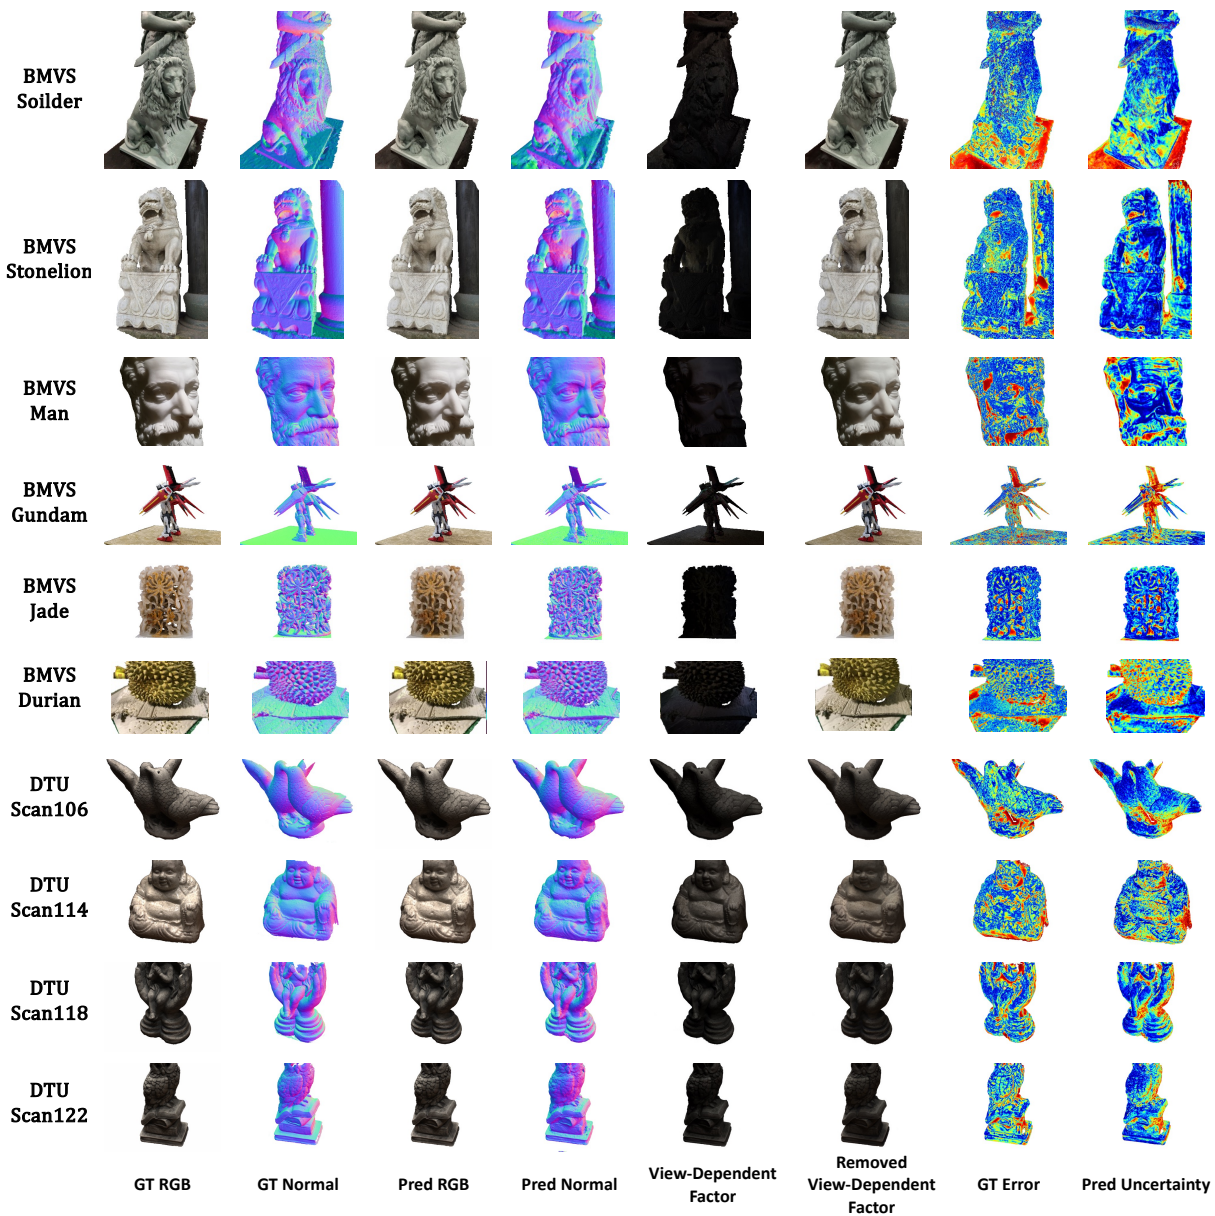 BMVS
Soilder
BMVS
Stonelion
BMVS
Man
BMVS
Gundam
BMVS
Jade
BMVS
Durian
DTU
Scan106
DTU
Scan114
DTU
Scan118
DTU
Scan122
GT RGB
GT Normal
Pred RGB
Pred Normal
View-Dependent
Factor
Removed
View-Dependent
Factor
GT Error
Pred Uncertainty